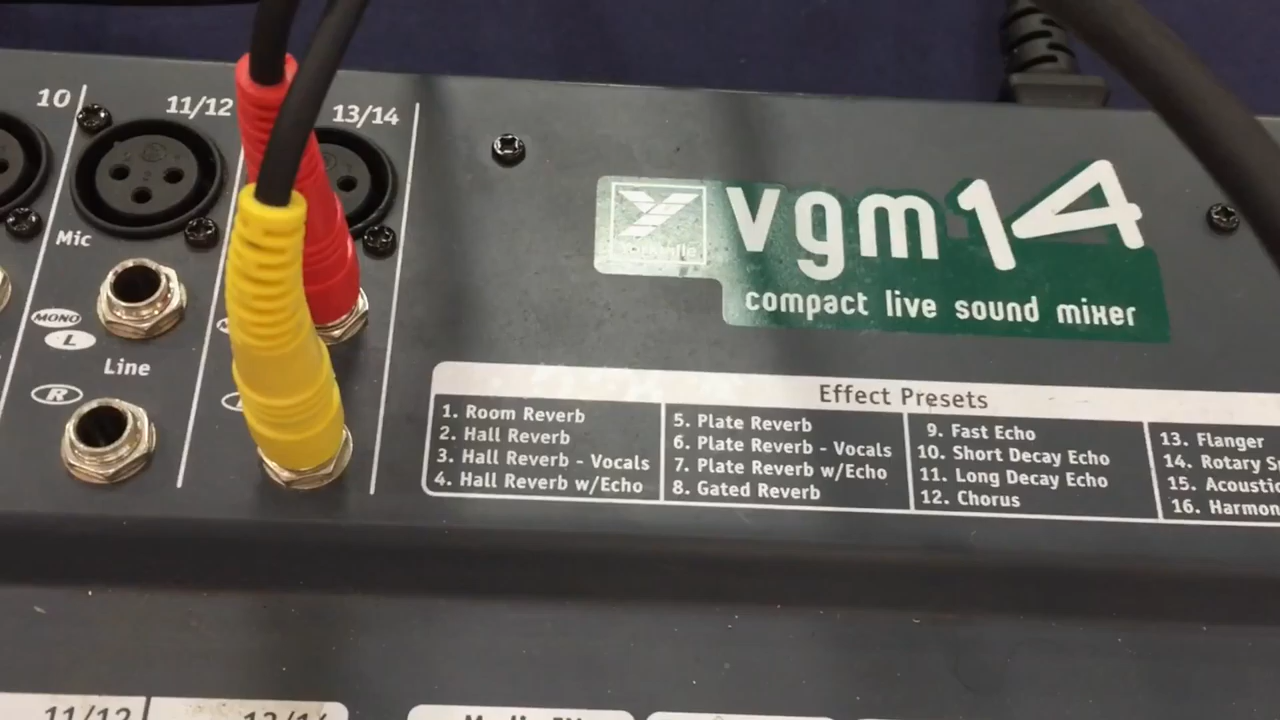 10
11/12
13/14
Mic
MONO
L
Line
R
Yorkville
vgm14
compact live sound mixer
Effect Presets
1. Room Reverb
2. Hall Reverb
3. Hall Reverb - Vocals
4. Hall Reverb w/Echo
5. Plate Reverb
6. Plate Reverb - Vocals
7. Plate Reverb w/Echo
8. Gated Reverb
9. Fast Echo
10. Short Decay Echo
11. Long Decay Echo
12. Chorus
13. Flanger
14. Rotary
15. Acoustic
16. Harmon
11/12
13/14